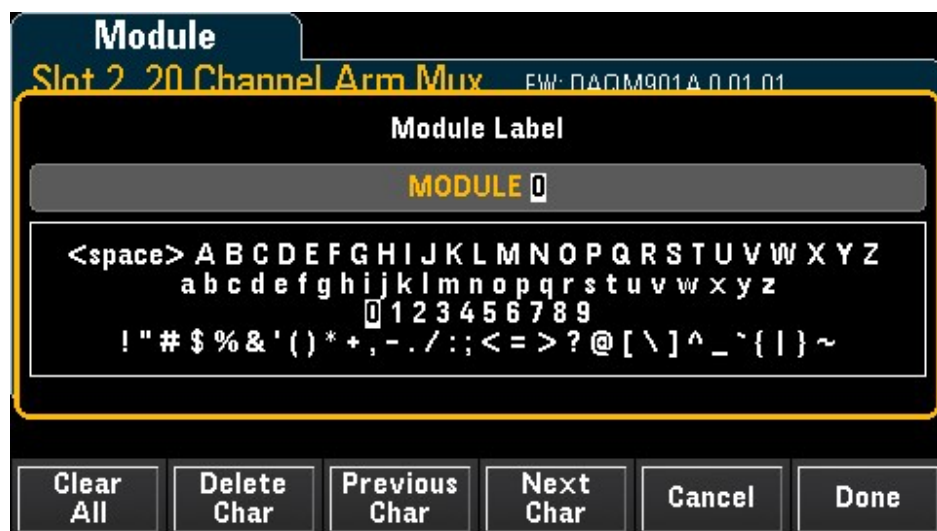 Module
Slot 2 20 Channel Arm Mux FW: DAQM901A 0.01.01
Module Label
MODULE 0
<space> A B C D E F G H I J K L M N O P Q R S T U V W X Y Z
a b c d e f g h i j k l m n o p q r s t u v w x y z
0 1 2 3 4 5 6 7 8 9
! " # $ % & ' ( ) * + , - . / : ; < = > ? @ [ \ ] ^ _ ` { | } ~
Clear All
Delete Char
Previous Char
Next Char
Cancel
Done